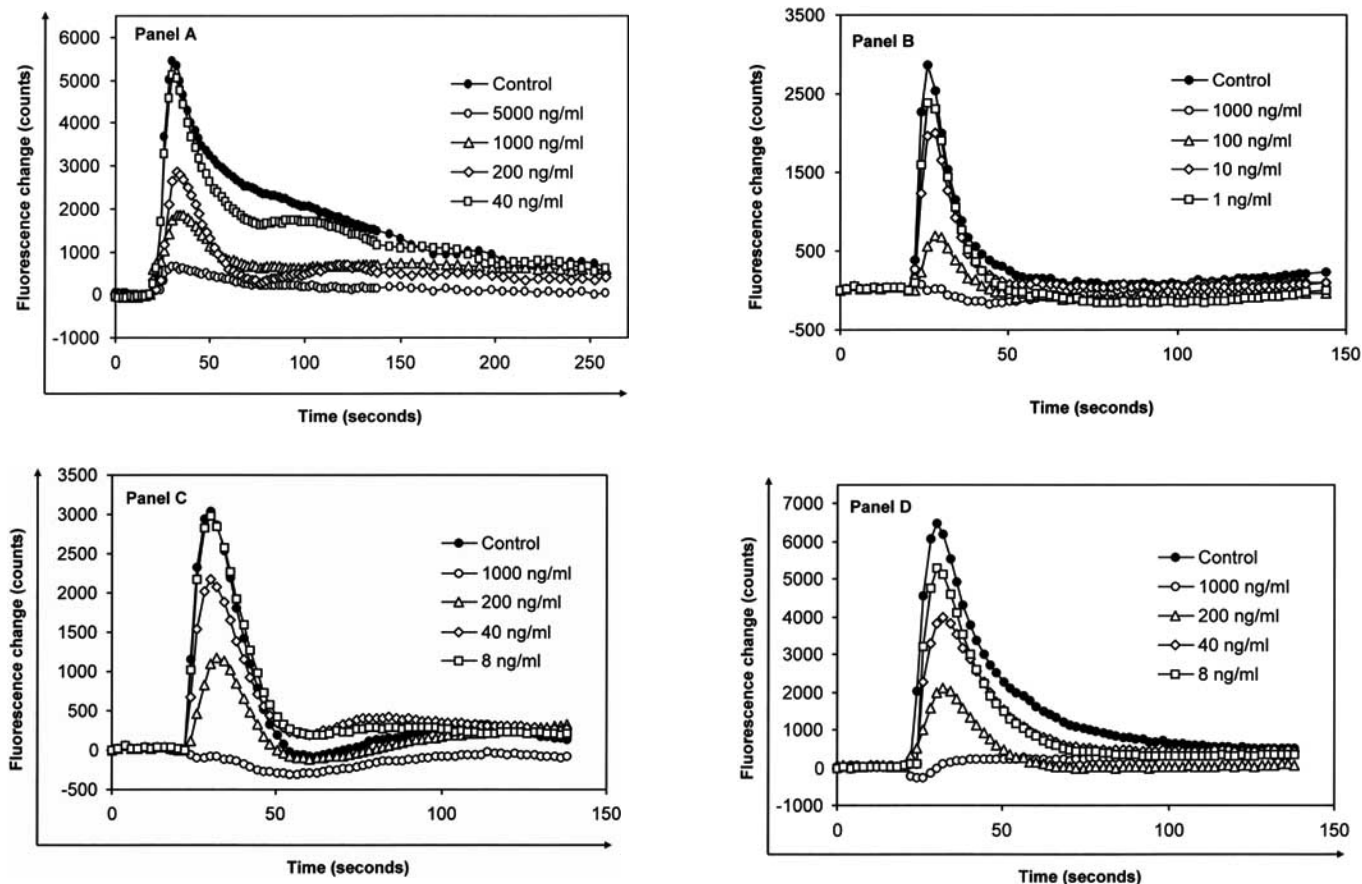 Panel A
Fluorescence change (counts)
6000
5000
4000
3000
2000
1000
0
-1000
Control
5000 ng/ml
1000 ng/ml
200 ng/ml
40 ng/ml
0 50 100 150 200 250
Time (seconds)
Panel B
Fluorescence change (counts)
3500
2500
1500
500
-500
Control
1000 ng/ml
100 ng/ml
10 ng/ml
1 ng/ml
0 50 100 150
Time (seconds)
Panel C
Fluorescence change (counts)
3500
3000
2500
2000
1500
1000
500
0
-500
Control
1000 ng/ml
200 ng/ml
40 ng/ml
8 ng/ml
0 50 100 150
Time (seconds)
Panel D
Fluorescence change (counts)
7000
6000
5000
4000
3000
2000
1000
0
-1000
Control
1000 ng/ml
200 ng/ml
40 ng/ml
8 ng/ml
0 50 100 150
Time (seconds)